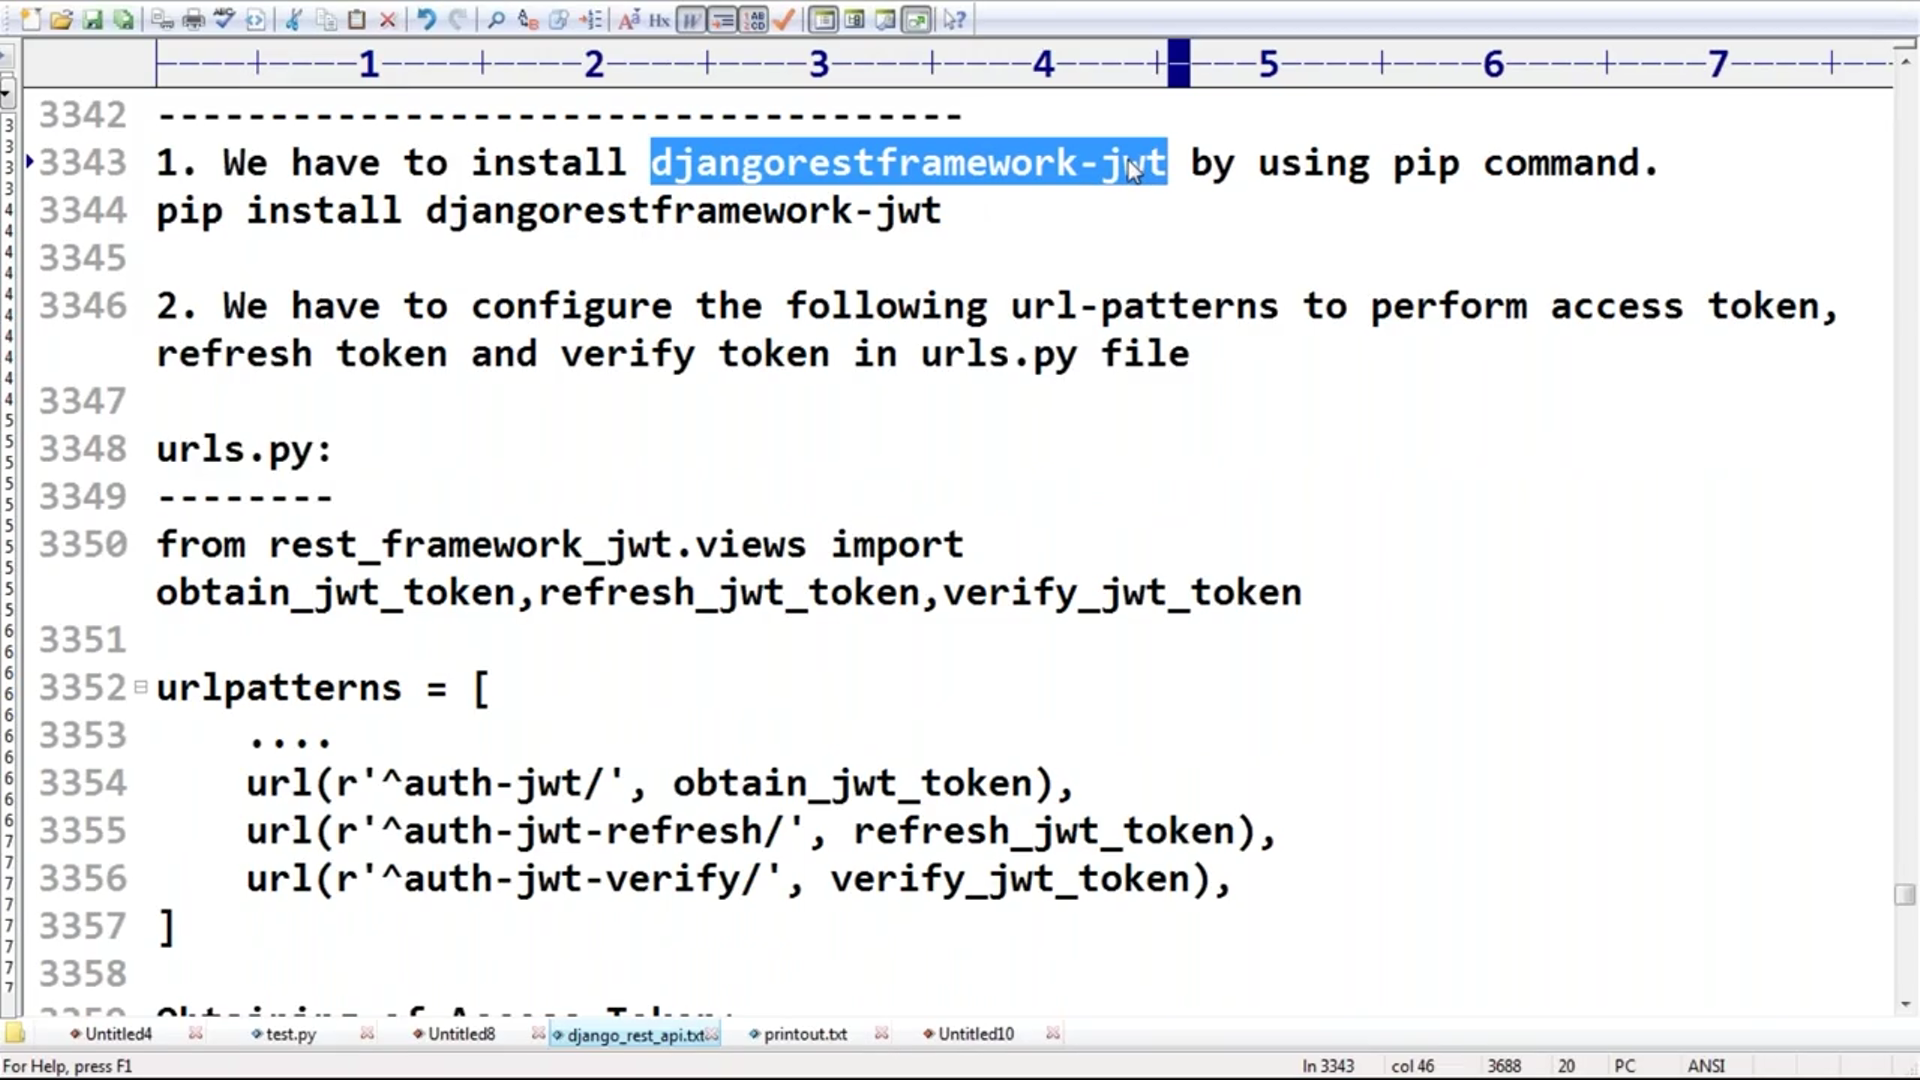 1 2 3 4 5 6 7
3342 ------------------------------------
3343 1. We have to install djangorestframework-jwt by using pip command.
3344 pip install djangorestframework-jwt
3345
3346 2. We have to configure the following url-patterns to perform access token,
refresh token and verify token in urls.py file
3347
3348 urls.py:
3349 --------
3350 from rest_framework_jwt.views import
obtain_jwt_token,refresh_jwt_token,verify_jwt_token
3351
3352 urlpatterns = [
3353 ....
3354 url(r'^auth-jwt/', obtain_jwt_token),
3355 url(r'^auth-jwt-refresh/', refresh_jwt_token),
3356 url(r'^auth-jwt-verify/', verify_jwt_token),
3357 ]
3358
Untitled4 test.py Untitled8 django_rest_api.txt printout.txt Untitled10
For Help, press F1 ln 3343 col 46 3688 20 PC ANSI